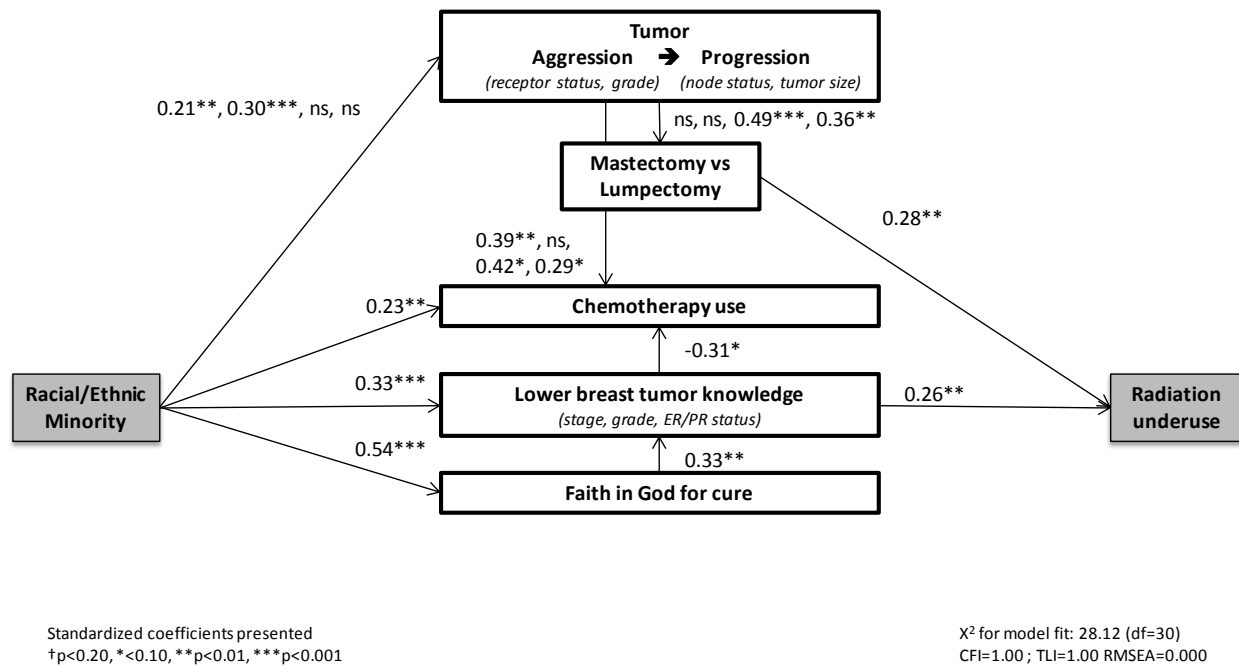 Tumor
Aggression ➔ Progression
(receptor status, grade) (node status, tumor size)
0.21**, 0.30***, ns, ns
ns, ns, 0.49***, 0.36**
Mastectomy vs
Lumpectomy
0.28**
0.39**, ns,
0.42*, 0.29*
0.23**
Chemotherapy use
-0.31*
Racial/Ethnic
Minority
0.33***
Lower breast tumor knowledge
(stage, grade, ER/PR status)
0.26**
Radiation
underuse
0.54***
0.33**
Faith in God for cure
Standardized coefficients presented
†p<0.20, *<0.10, **p<0.01, ***p<0.001
X² for model fit: 28.12 (df=30)
CFI=1.00 ; TLI=1.00 RMSEA=0.000